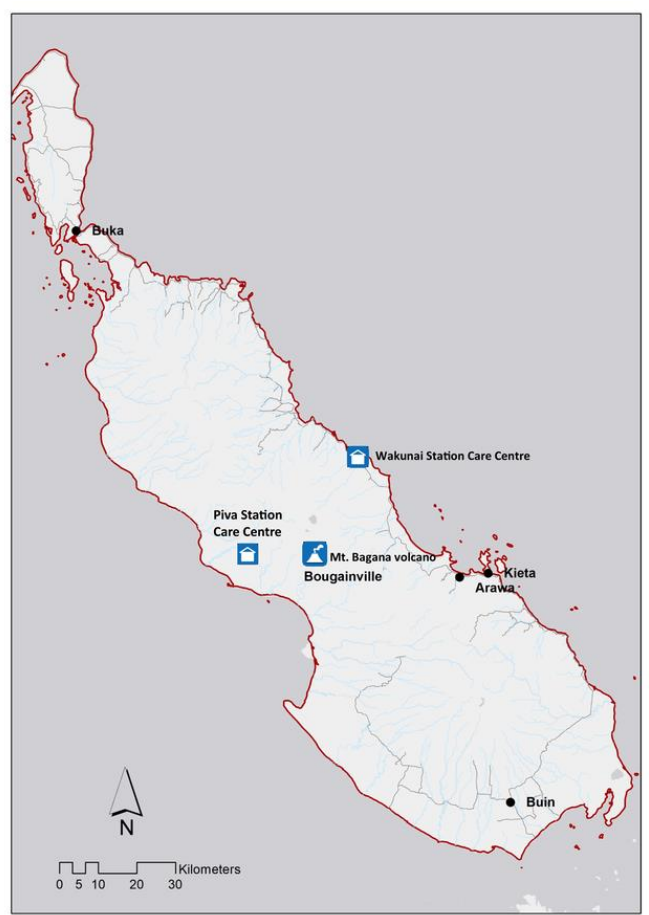 Buka
Wakunai Station Care Centre
Piva Station
Care Centre
Mt. Bagana volcano
Bougainville
Kieta
Arawa
Buin
N
Kilometers
0 5 10 20 30